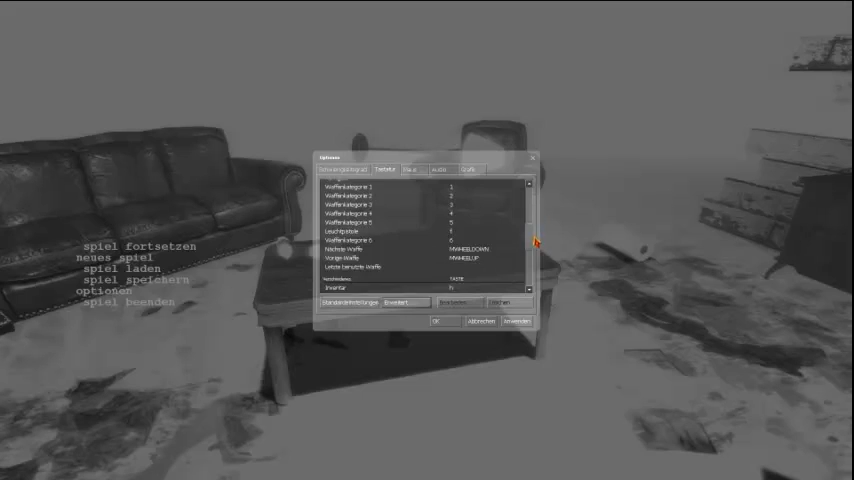 Optionen
Schwierigkeitsgrad Tastatur Maus Audio Grafik
Waffenkategorie 1 1
Waffenkategorie 2 2
Waffenkategorie 3 3
Waffenkategorie 4 4
Waffenkategorie 5 5
Leuchtpistole
Waffenkategorie 6 6
Nächste Waffe MWHEELDOWN
Vorige Waffe MWHEELUP
Letzte benutzte Waffe
Verschiedenes TASTE
Inventar N
Standardeinstellungen Erweitert Bearbeiten Löschen
OK Abbrechen Anwenden
spiel fortsetzen
neues spiel
spiel laden
spiel speichern
optionen
spiel beenden